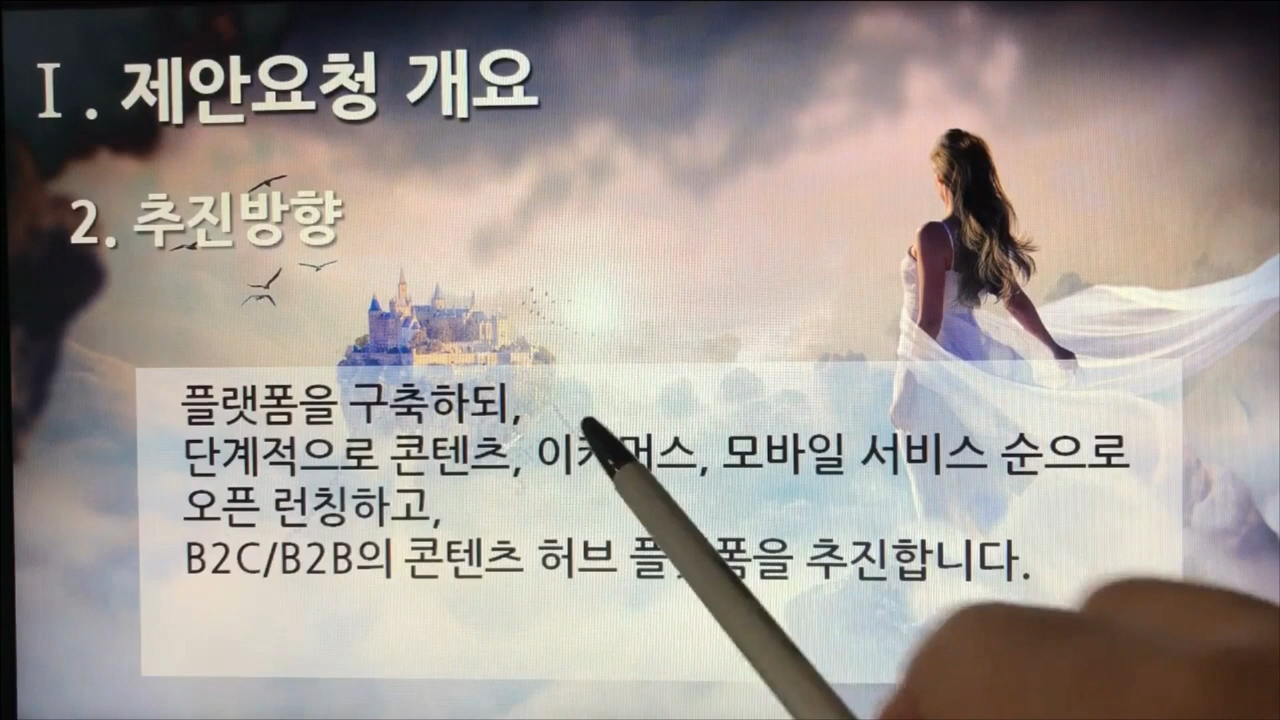 Ⅰ. 제안요청 개요
2. 추진방향
플랫폼을 구축하되,
단계적으로 콘텐츠, 모바일 서비스 순으로
오픈 런칭하고,
B2C/B2B의 콘텐츠 허브 추진합니다.